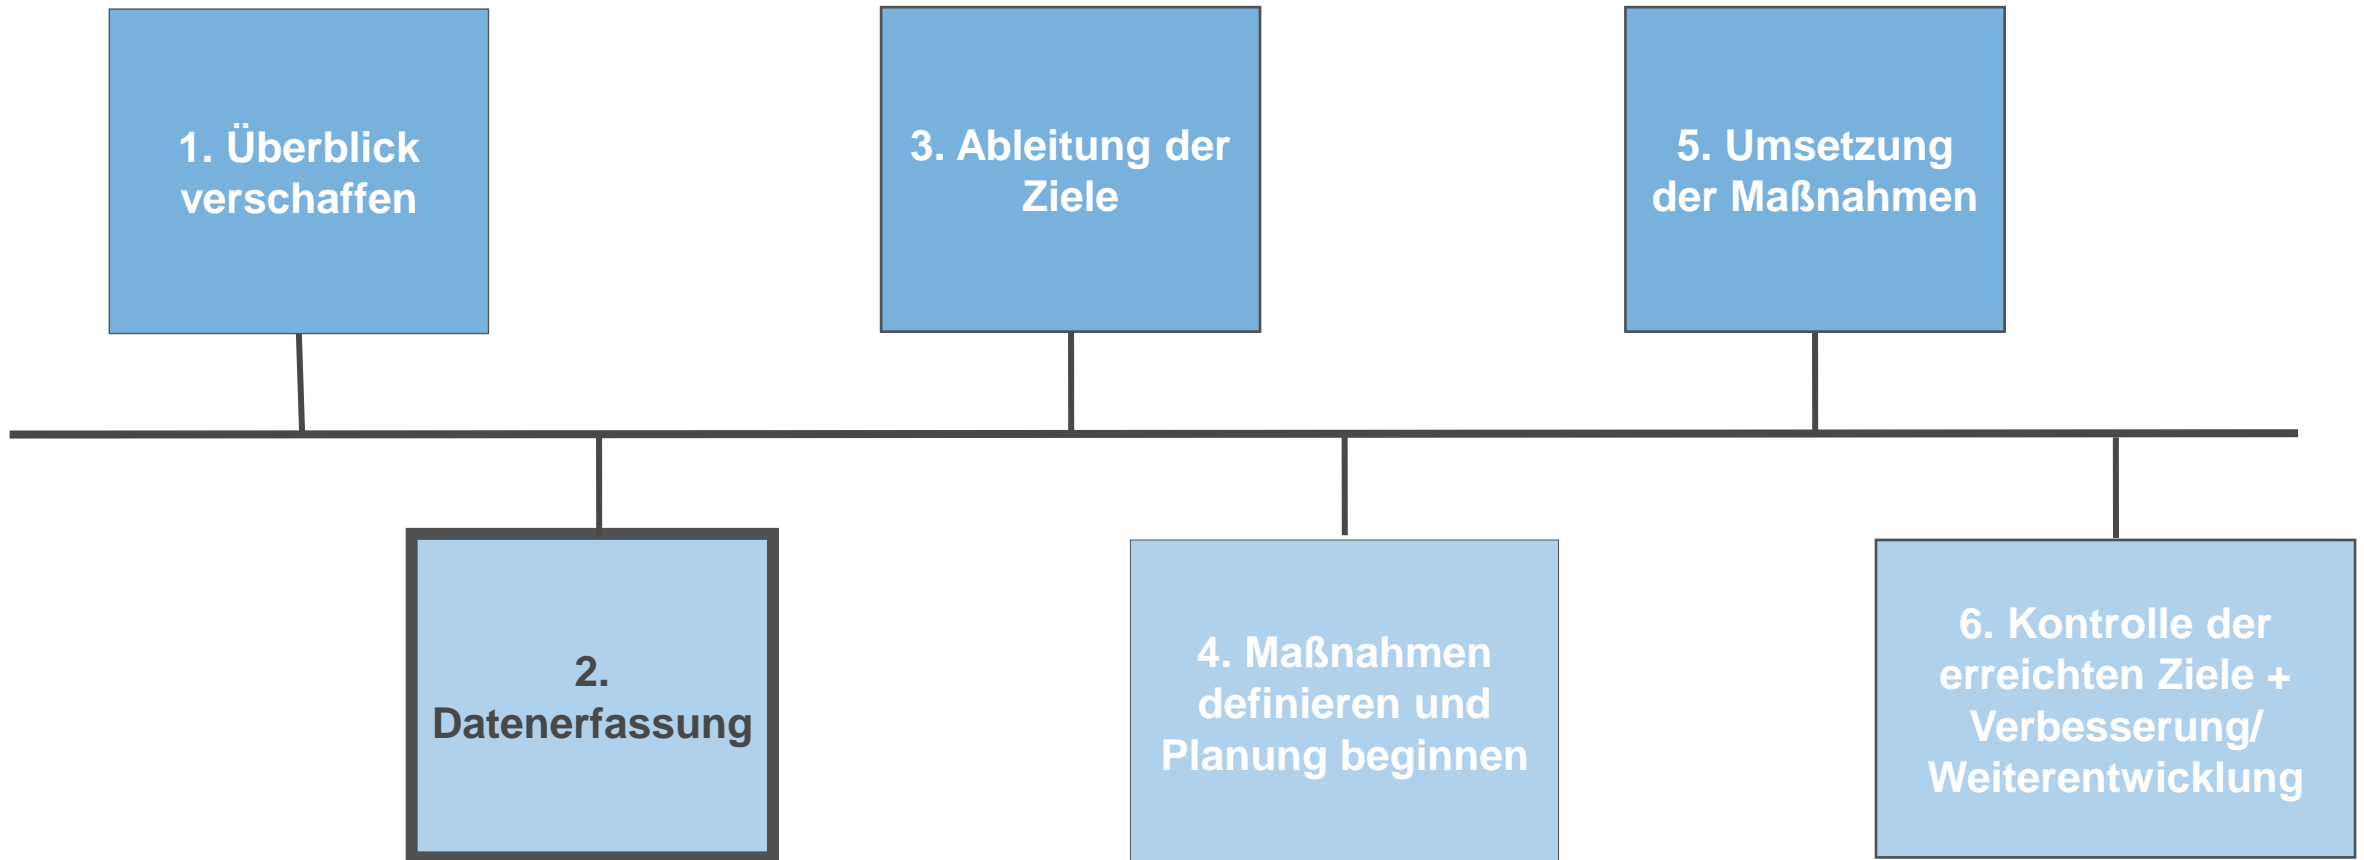 1. Überblick
verschaffen
2.
Datenerfassung
3. Ableitung der
Ziele
4. Maßnahmen
definieren und
Planung beginnen
5. Umsetzung
der Maßnahmen
6. Kontrolle der
erreichten Ziele +
Verbesserung/
Weiterentwicklung